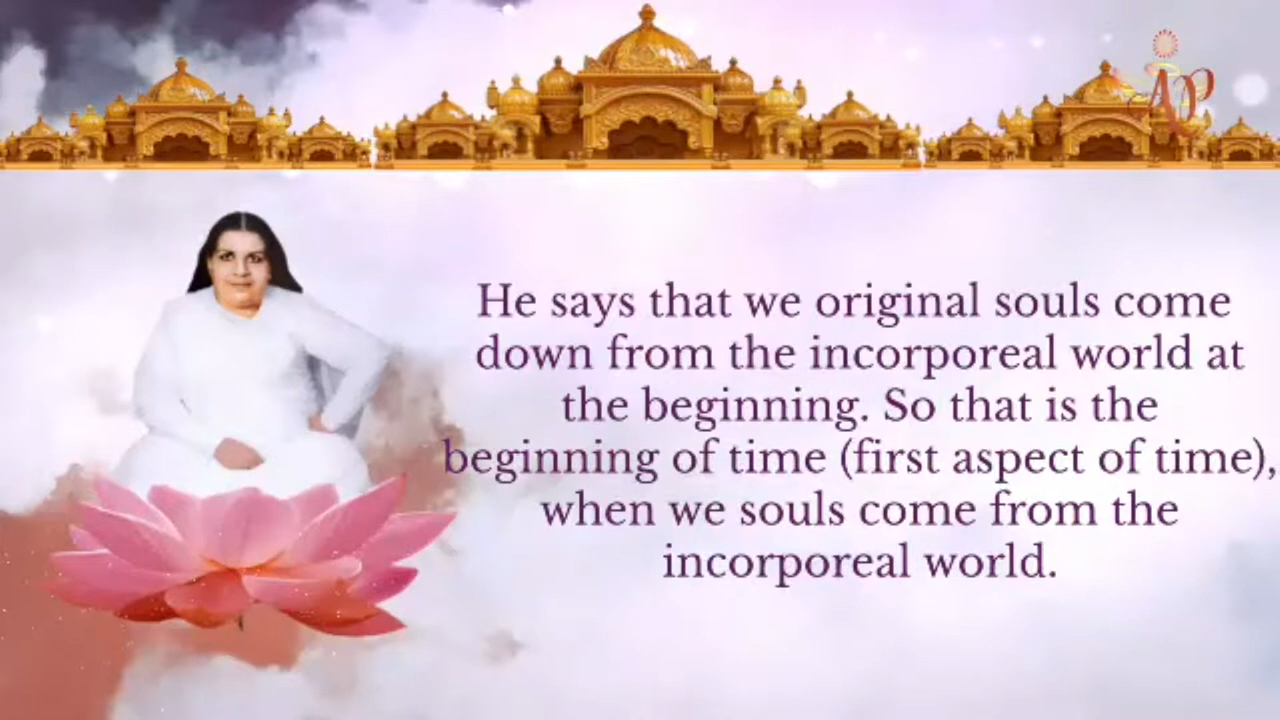 He says that we original souls come
down from the incorporeal world at
the beginning. So that is the
beginning of time (first aspect of time),
when we souls come from the
incorporeal world.